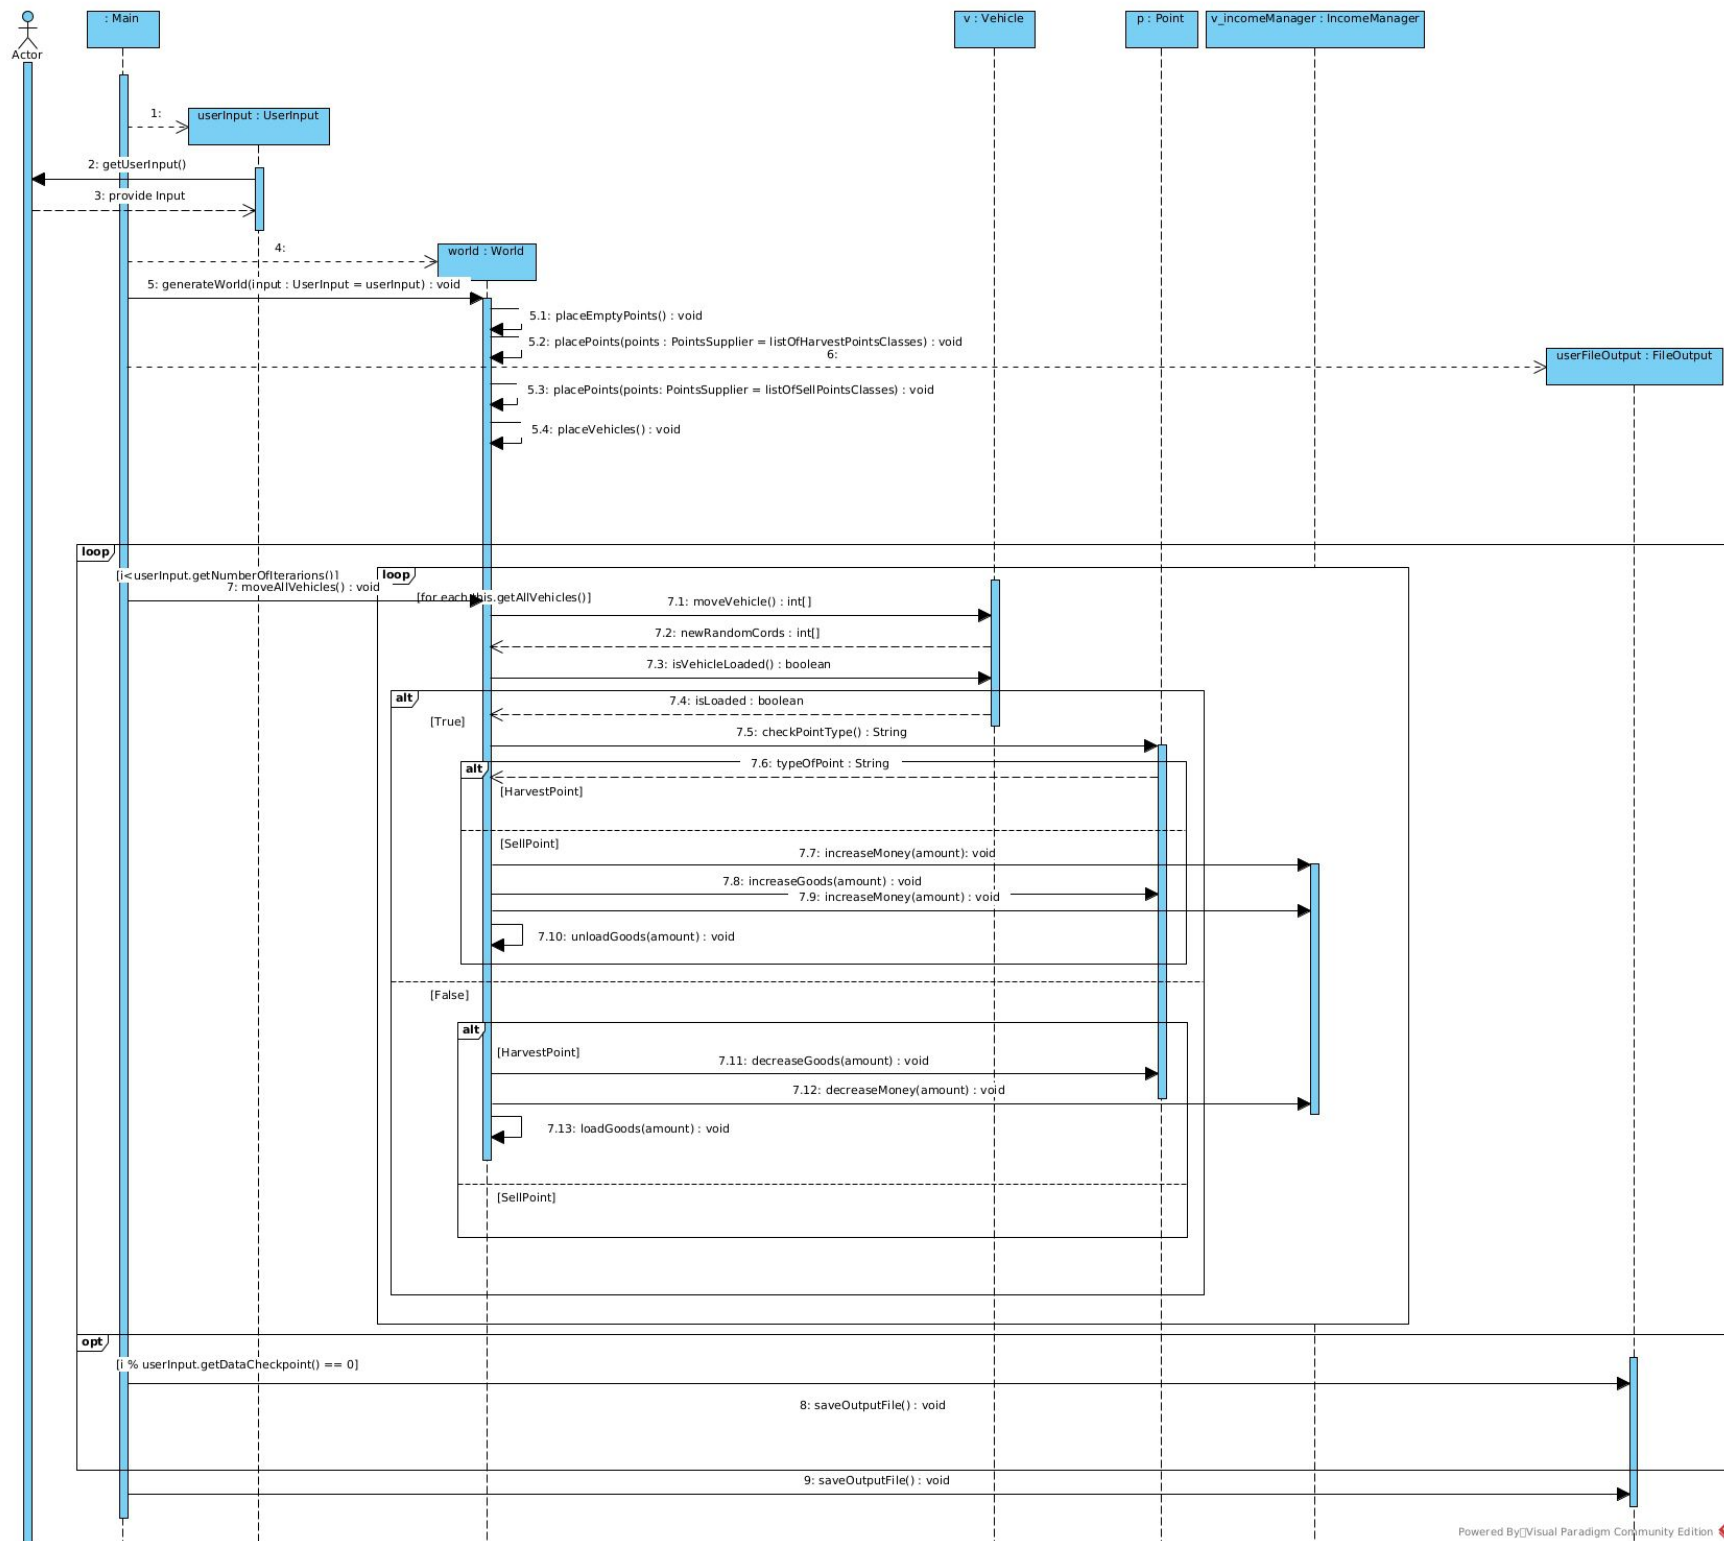 : Main
v : Vehicle
p : Point
v_incomeManager : IncomeManager
Actor
1:
userInput : UserInput
2: getUserInput()
3: provide Input
4:
world : World
5: generateWorld(input : UserInput = userInput) : void
5.1: placeEmptyPoints() : void
5.2: placePoints(points : PointsSupplier = listOfHarvestPointsClasses) : void
6:
userFileOutput : FileOutput
5.3: placePoints(points: PointsSupplier = listOfSellPointsClasses) : void
5.4: placeVehicles() : void
loop
[i<userInput.getNumberOfIterarions()]
loop
7: moveAllVehicles() : void
[for each this.getAllVehicles()]
7.1: moveVehicle() : int[]
7.2: newRandomCords : int[]
7.3: isVehicleLoaded() : boolean
alt
7.4: isLoaded : boolean
[True]
7.5: checkPointType() : String
alt
7.6: typeOfPoint : String
[HarvestPoint]
[SellPoint]
7.7: increaseMoney(amount): void
7.8: increaseGoods(amount) : void
7.9: increaseMoney(amount) : void
7.10: unloadGoods(amount) : void
[False]
alt
[HarvestPoint]
7.11: decreaseGoods(amount) : void
7.12: decreaseMoney(amount) : void
7.13: loadGoods(amount) : void
[SellPoint]
opt
[i % userInput.getDataCheckpoint() == 0]
8: saveOutputFile() : void
9: saveOutputFile() : void
Powered By Visual Paradigm Community Edition